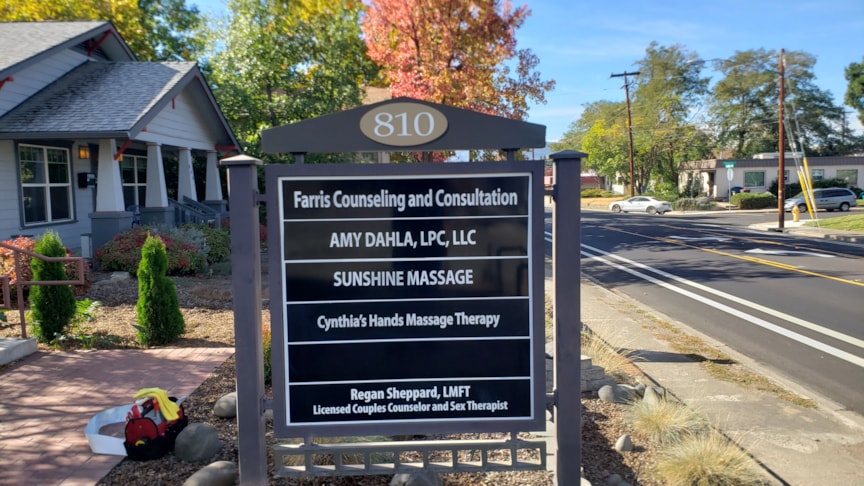 810
Farris Counseling and Consultation
AMY DAHLA, LPC, LLC
SUNSHINE MASSAGE
Cynthia's Hands Massage Therapy
Regan Sheppard, LMFT
Licensed Couples Counselor and Sex Therapist